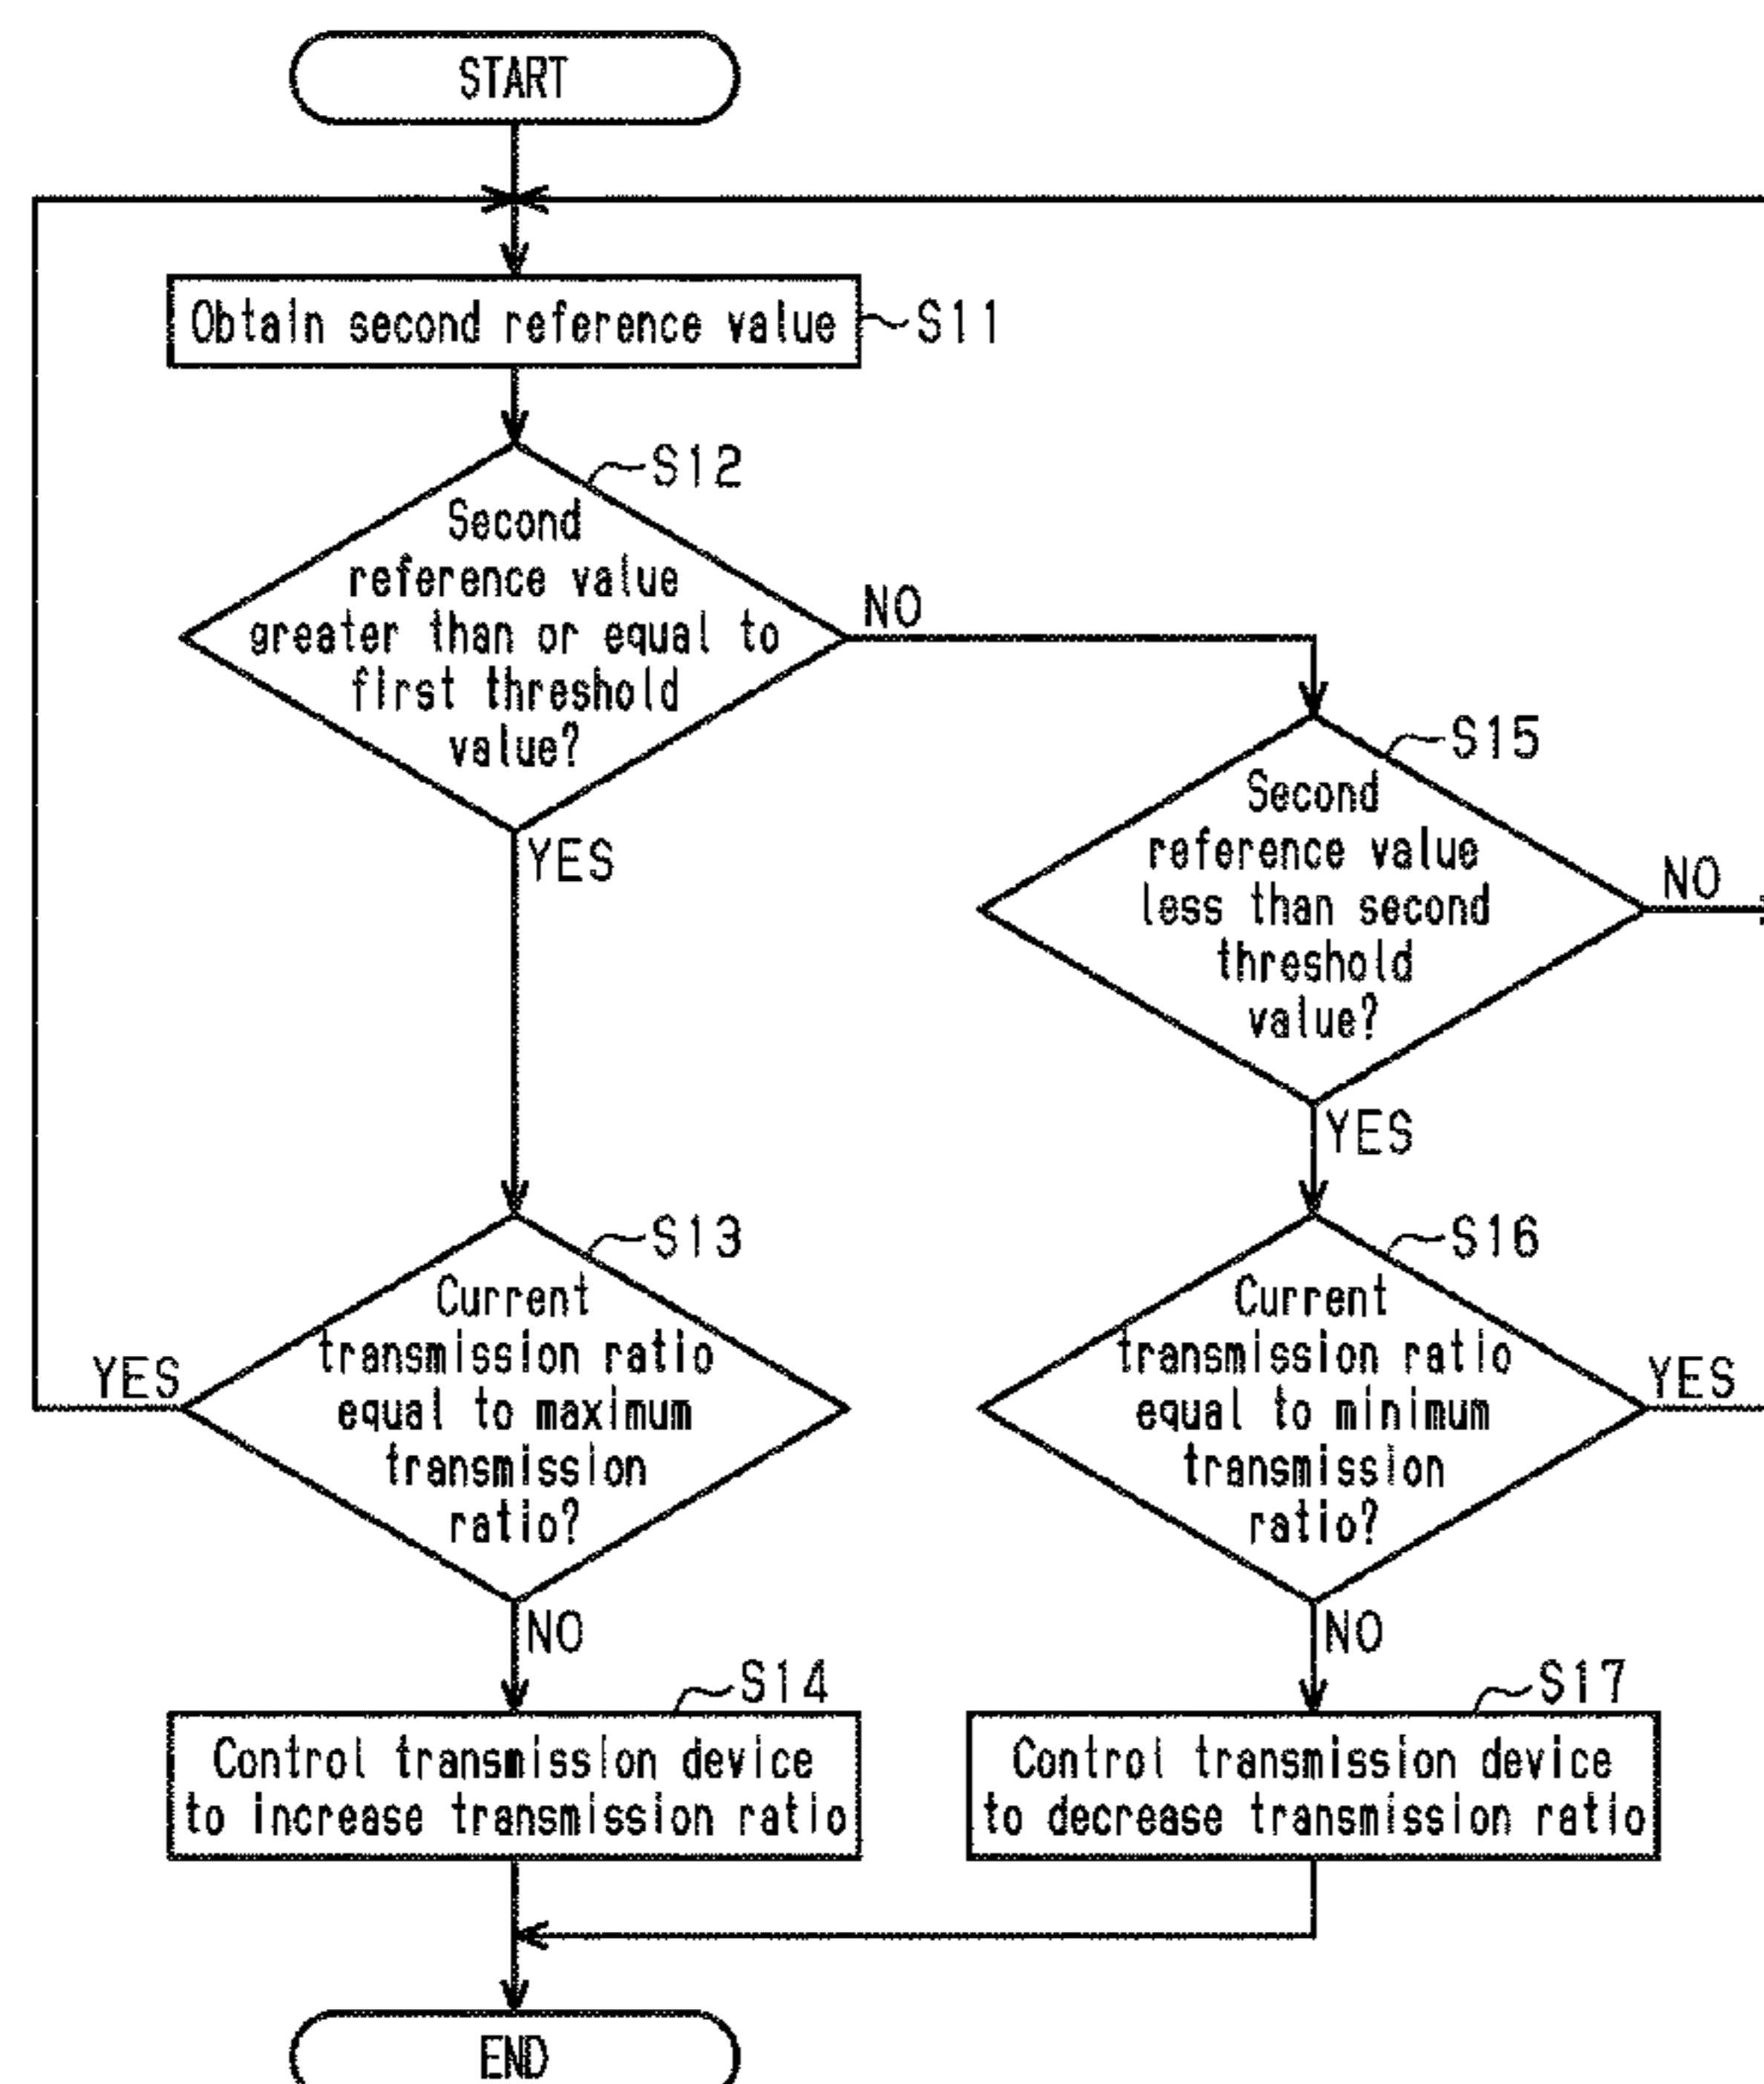 START
Obtain second reference value
S11
S12
Second
reference value
greater than or equal to
first threshold
value?
NO
YES
S15
Second
reference value
less than second
threshold
value?
NO
YES
S13
Current
transmission ratio
equal to maximum
transmission
ratio?
YES
NO
S16
Current
transmission ratio
equal to minimum
transmission
ratio?
YES
NO
S14
Control transmission device
to increase transmission ratio
S17
Control transmission device
to decrease transmission ratio
END